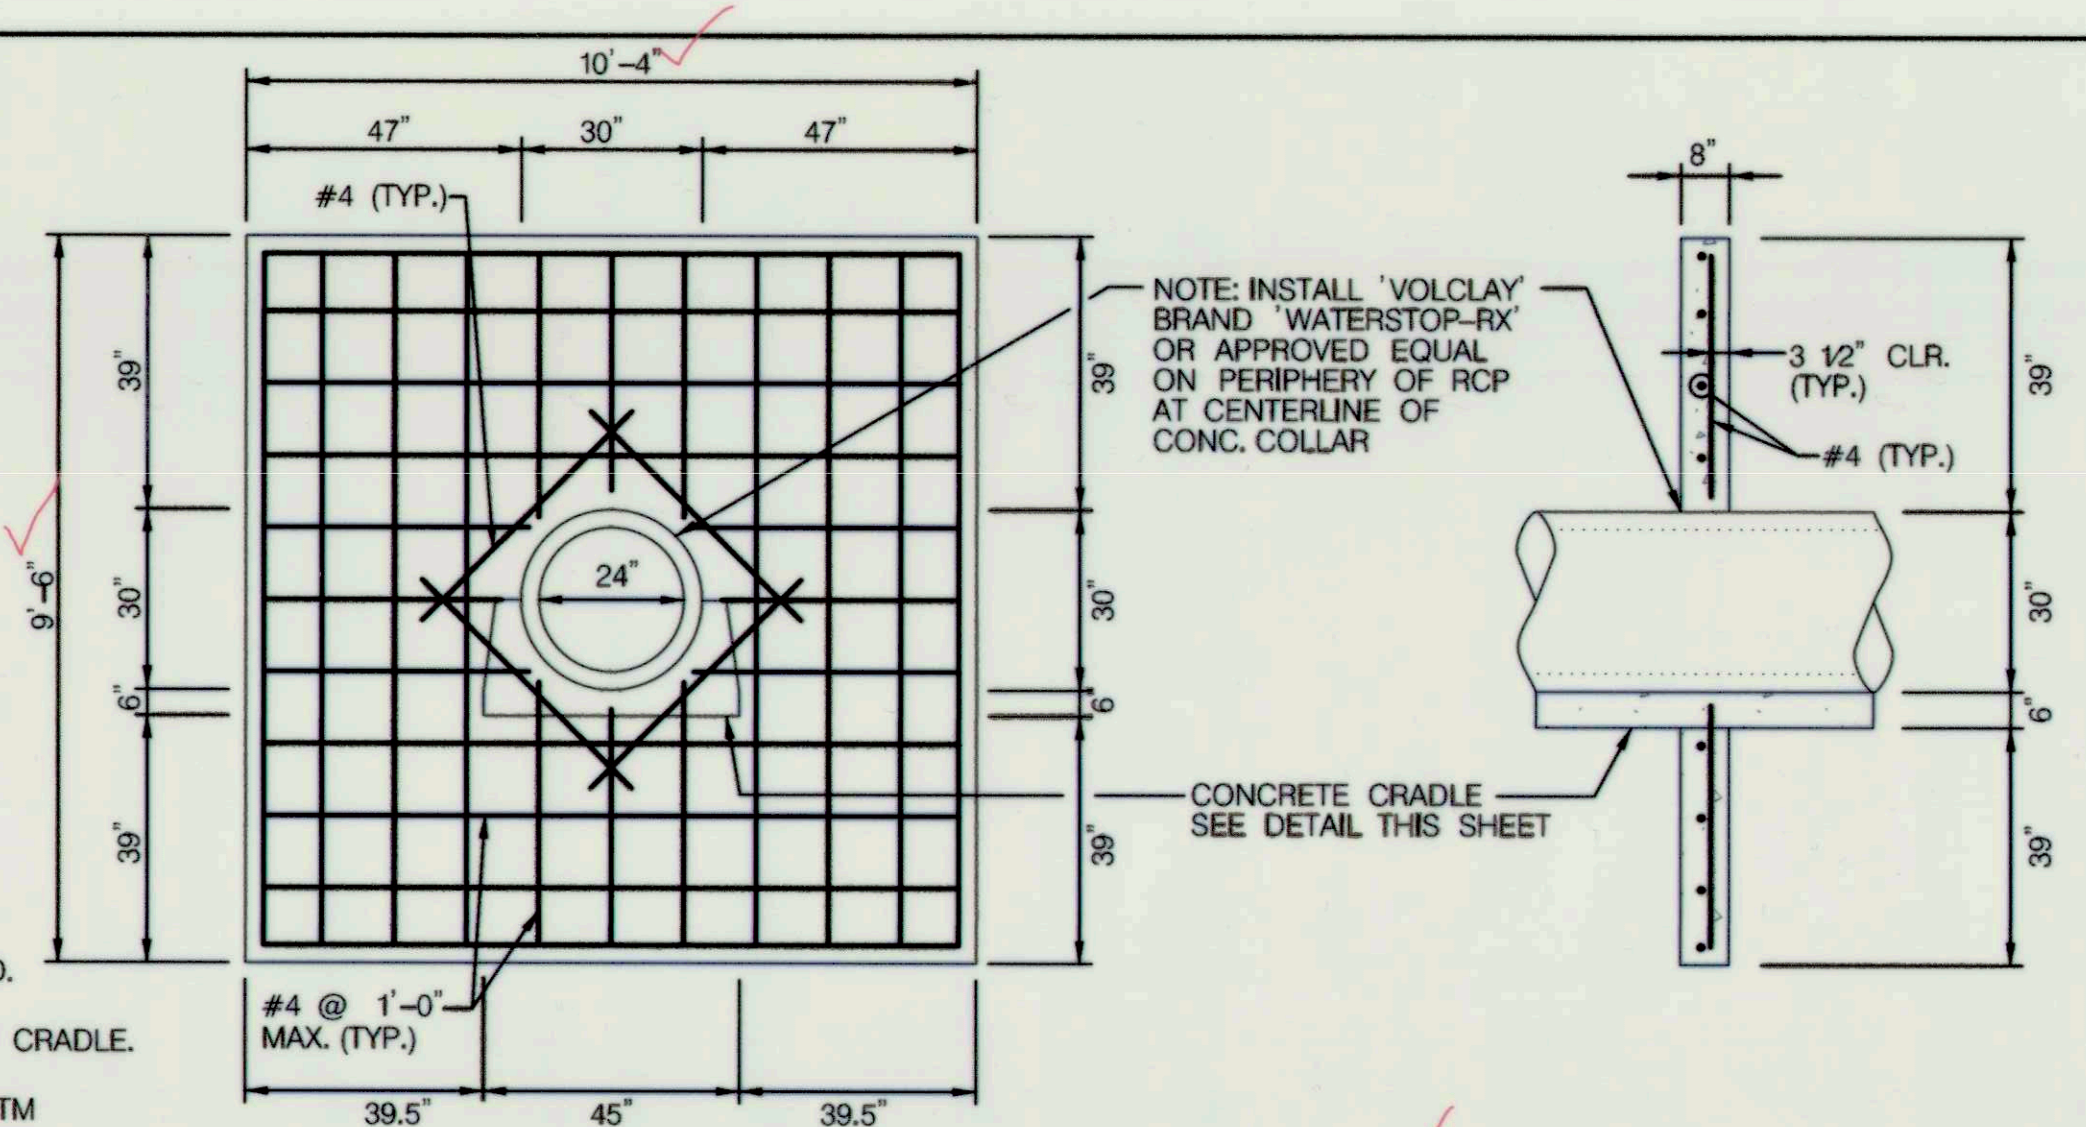 10'-4"
47" 30" 47"
8"
#4 (TYP.)
39"
30"
6"
39"
9'-6"
24"
39"
30"
6"
39"
NOTE: INSTALL 'VOLCLAY'
BRAND 'WATERSTOP-RX'
OR APPROVED EQUAL
ON PERIPHERY OF RCP
AT CENTERLINE OF
CONC. COLLAR
3 1/2" CLR.
(TYP.)
#4 (TYP.)
39"
30"
6"
39"
CONCRETE CRADLE
SEE DETAIL THIS SHEET
#4 @ 1'-0"
MAX. (TYP.)
CRADLE.
39.5" 45" 39.5"